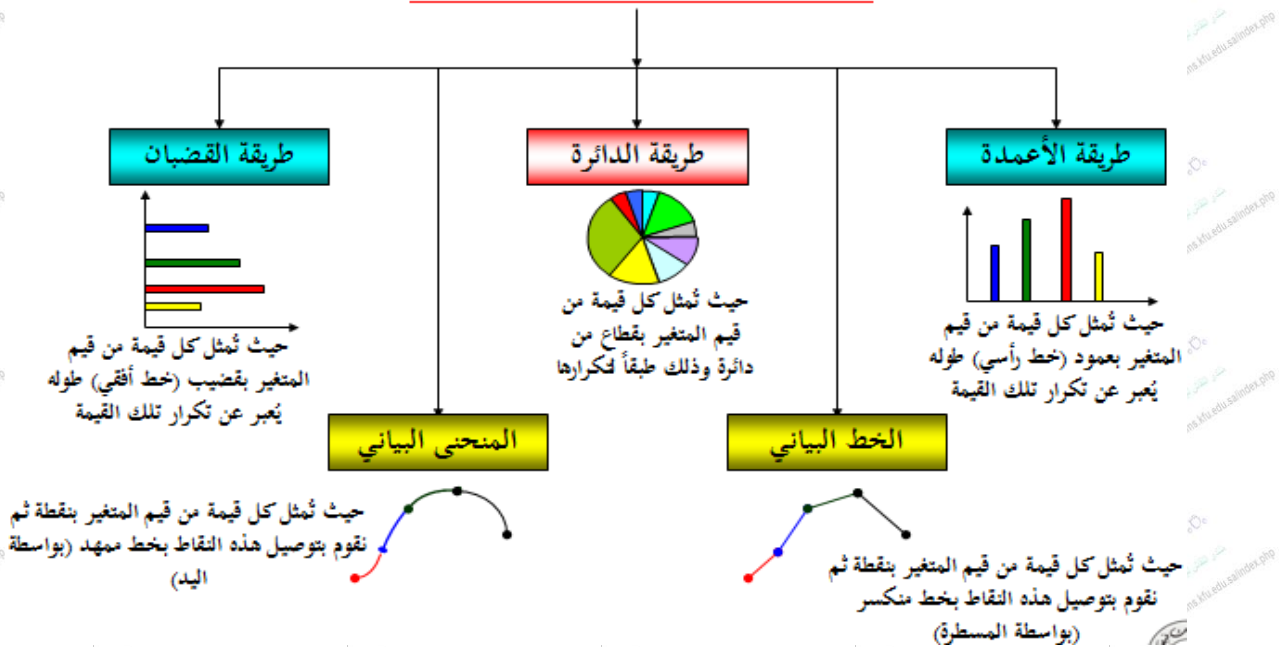 طريقة الأعمدة
طريقة الدائرة
طريقة القضبان
حيث تُمثل كل قيمة من قيم
المتغير بعمود (خط رأسي) طوله
يُعبر عن تكرار تلك القيمة
حيث تُمثل كل قيمة من
قيم المتغير بقطاع من
دائرة وذلك طبقاً لتكرارها
حيث تُمثل كل قيمة من قيم
المتغير بقضيب (خط أفقي) طوله
يُعبر عن تكرار تلك القيمة
الخط البياني
المنحنى البياني
حيث تُمثل كل قيمة من قيم المتغير بنقطة ثم
نقوم بتوصيل هذه النقاط بخط منكسر
(بواسطة المسطرة)
حيث تُمثل كل قيمة من قيم المتغير بنقطة ثم
نقوم بتوصيل هذه النقاط بخط ممهد (بواسطة
اليد)